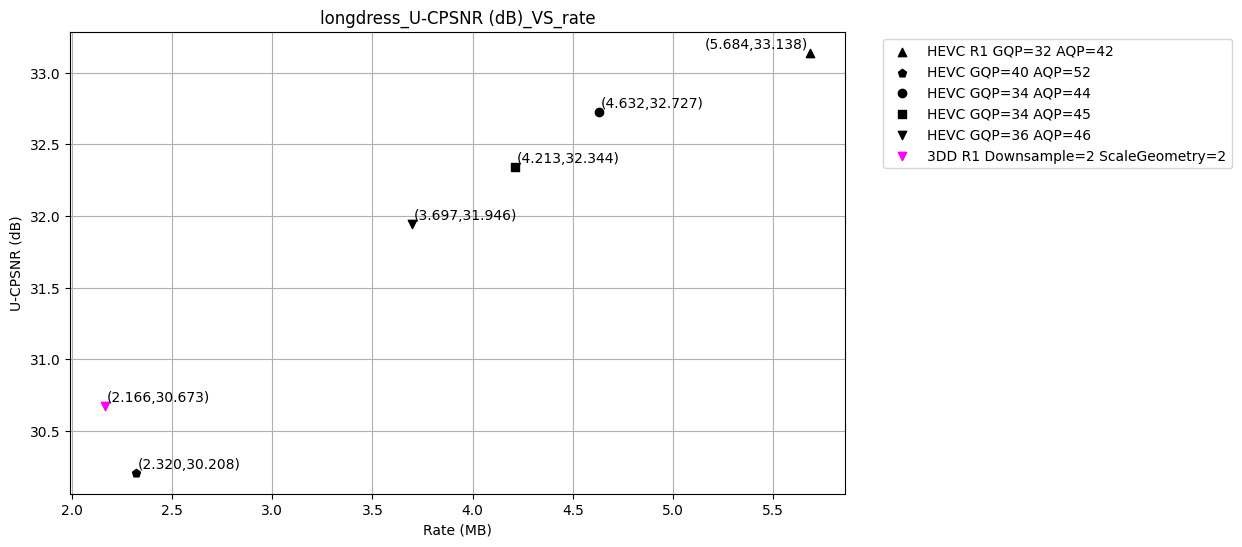 longdress_U-CPSNR (dB)_VS_rate
(5.684,33.138)
(4.632,32.727)
(4.213,32.344)
(3.697,31.946)
(2.166,30.673)
(2.320,30.208)
33.0
32.5
32.0
31.5
31.0
30.5
U-CPSNR (dB)
2.0 2.5 3.0 3.5 4.0 4.5 5.0 5.5
Rate (MB)
HEVC R1 GQP=32 AQP=42
HEVC GQP=40 AQP=52
HEVC GQP=34 AQP=44
HEVC GQP=34 AQP=45
HEVC GQP=36 AQP=46
3DD R1 Downsample=2 ScaleGeometry=2